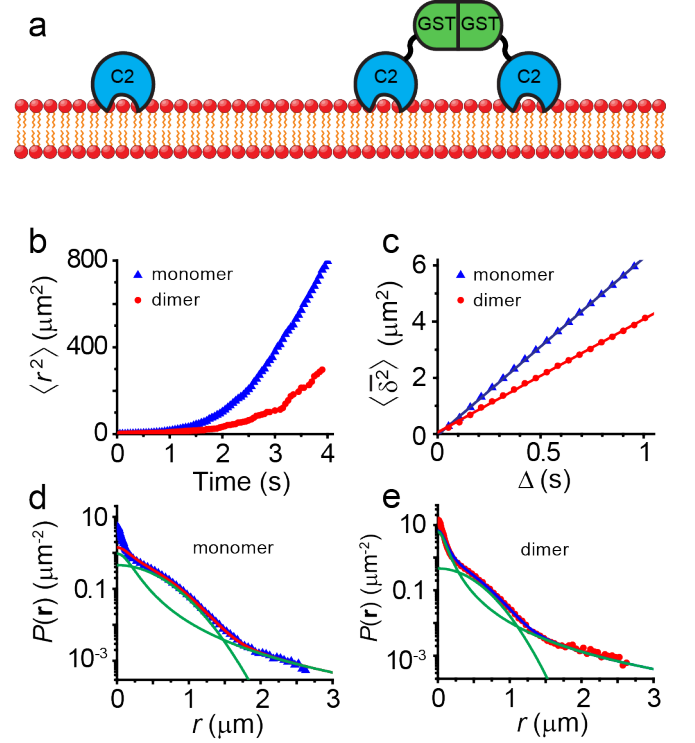 a
GST GST
C2 C2 C2
b
800
400
0
⟨r²⟩ (μm²)
monomer
dimer
0 1 2 3 4
Time (s)
c
6
4
2
0
⟨δ̅²⟩ (μm²)
monomer
dimer
0 0.5 1
Δ (s)
d
10
0.1
10⁻³
P(r) (μm⁻²)
monomer
0 1 2 3
r (μm)
e
10
0.1
10⁻³
P(r) (μm⁻²)
dimer
0 1 2 3
r (μm)